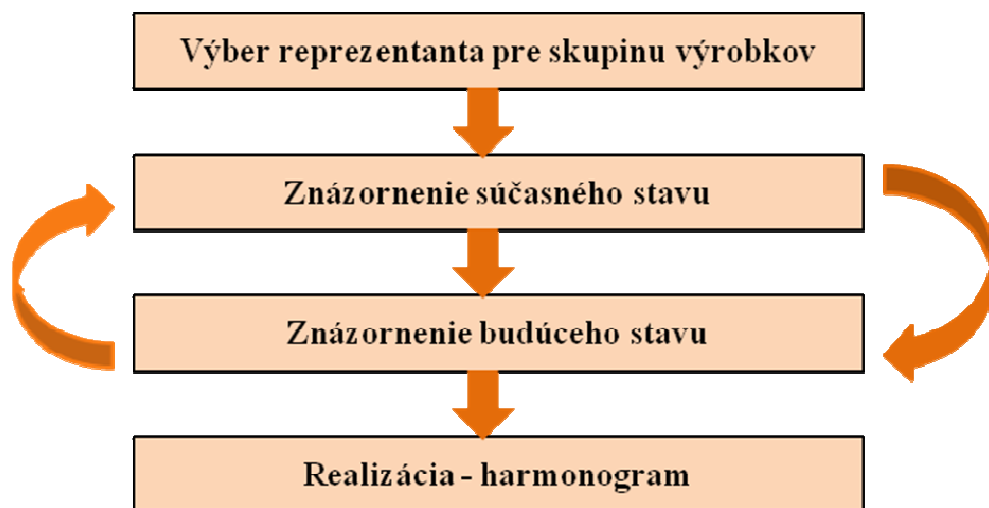 Výber reprezentanta pre skupinu výrobkov
Znázornenie súčasného stavu
Znázornenie budúceho stavu
Realizácia - harmonogram